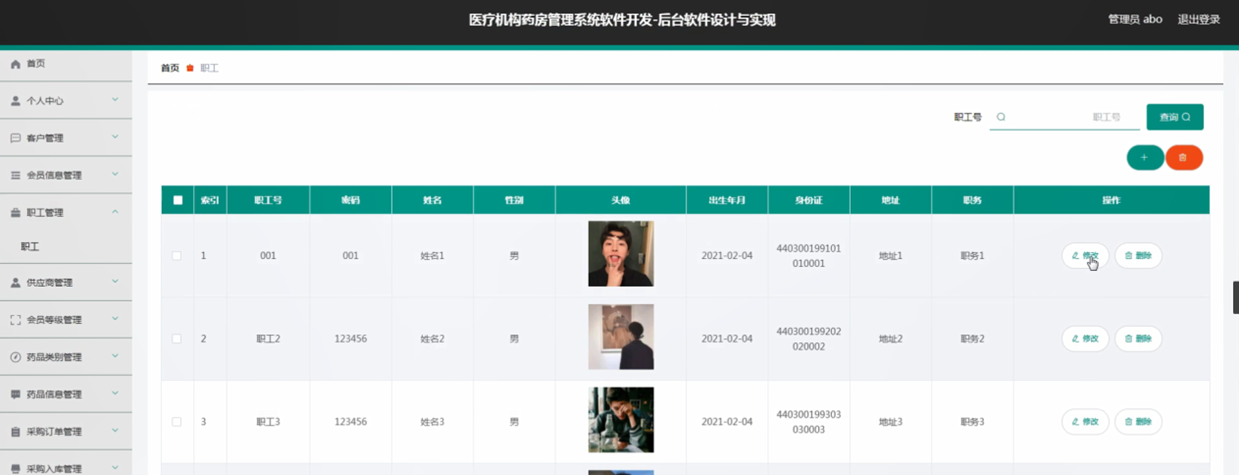 医疗机构药房管理系统软件开发-后台软件设计与实现
管理员 abo 退出登录
首页
个人中心
客户管理
会员信息管理
职工管理
职工
供应商管理
会员等级管理
药品类别管理
药品信息管理
采购订单管理
采购入库管理
首页 职工
职工号 职工号 查询
索引 职工号 密码 姓名 性别 头像 出生年月 身份证 地址 职务 操作
1 001 001 姓名1 男 2021-02-04 440300199101 地址1 职务1 修改 删除
010001
2 职工2 123456 姓名2 男 2021-02-04 440300199202 地址2 职务2 修改 删除
020002
3 职工3 123456 姓名3 男 2021-02-04 440300199303 地址3 职务3 修改 删除
030003